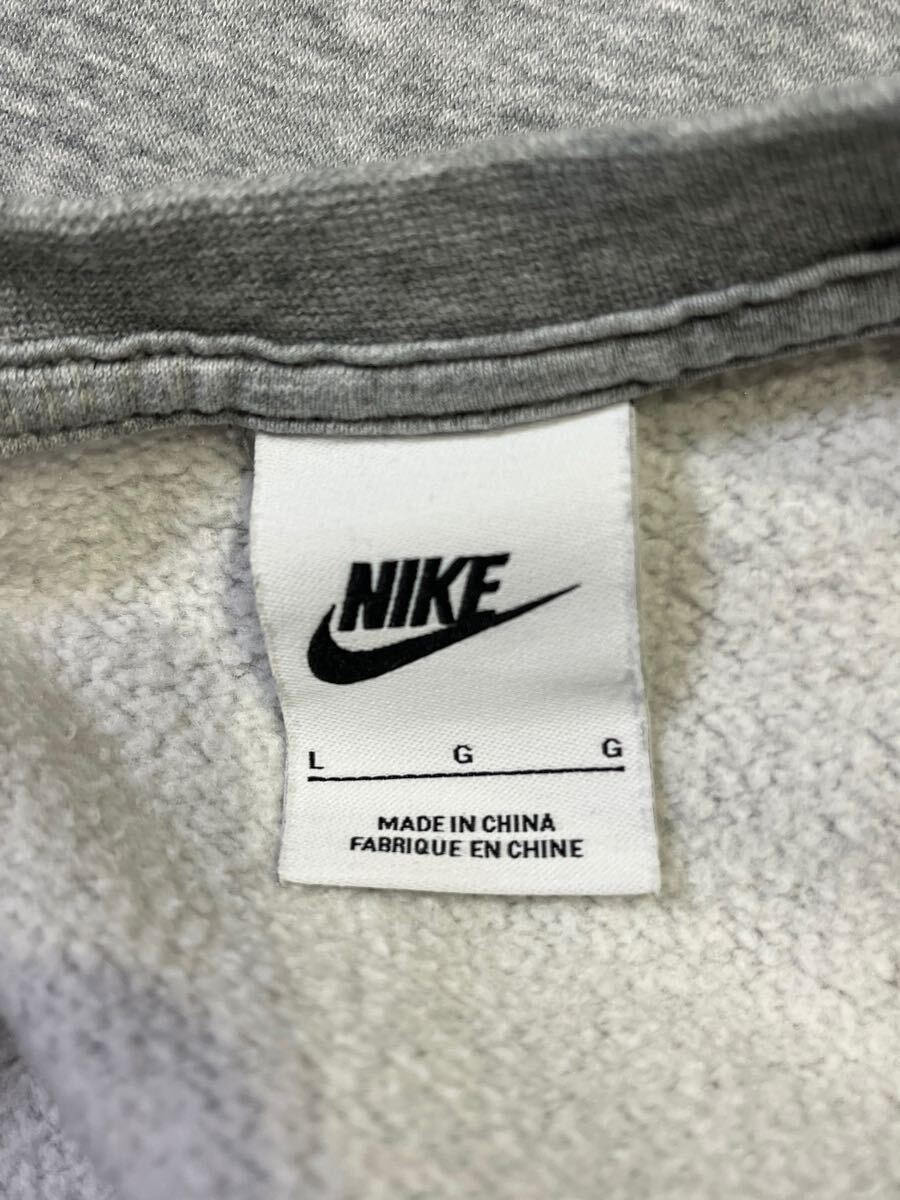 NIKE
L G G
MADE IN CHINA
FABRIQUE EN CHINE